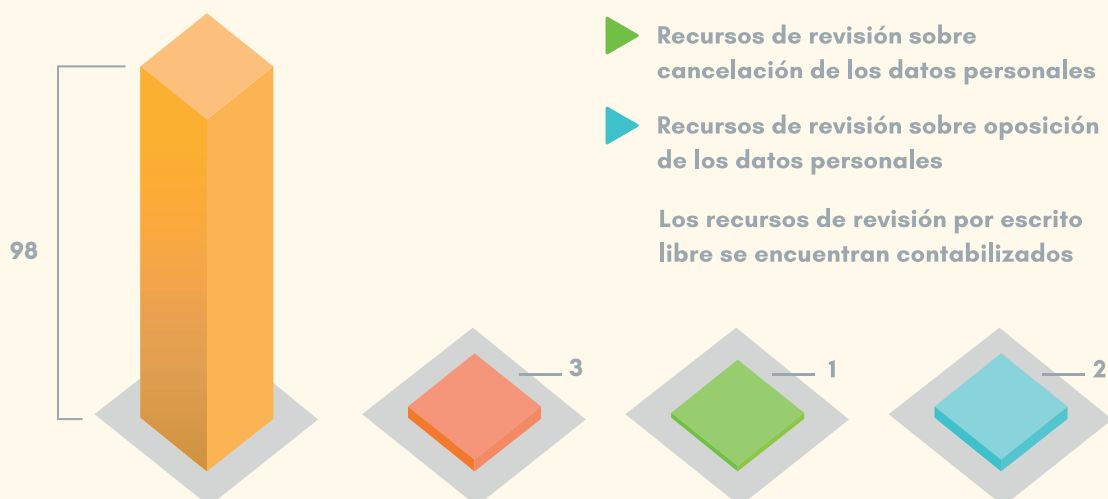 Recursos de revisión sobre
cancelación de los datos personales
Recursos de revisión sobre oposición
de los datos personales
Los recursos de revisión por escrito
libre se encuentran contabilizados
98
3
1
2